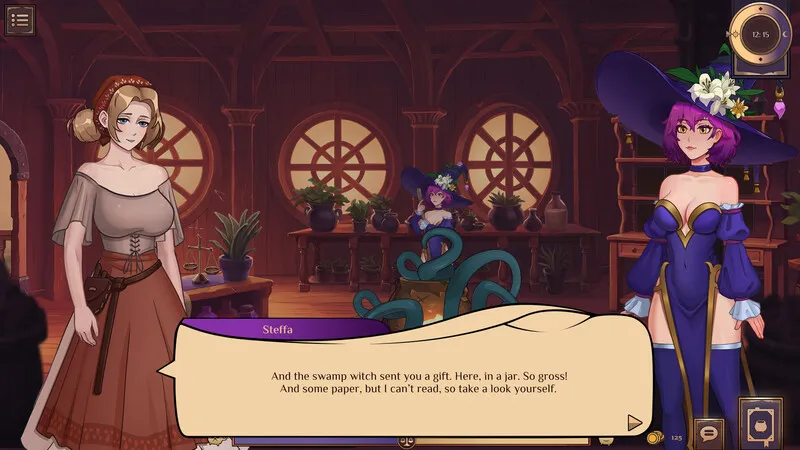 12: 15
Steffa
And the swamp witch sent you a gift. Here, in a jar. So gross!
And some paper, but I can't read, so take a look yourself.
125